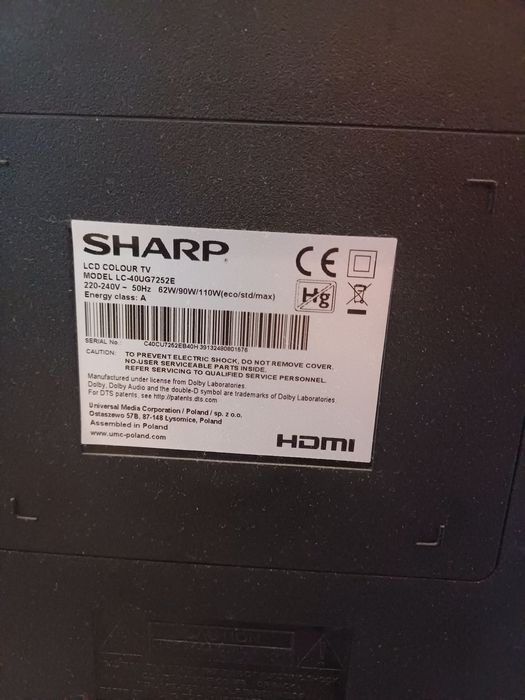 SHARP
LCD COLOUR TV
MODEL LC-40UG7252E
220-240V ~ 50Hz 62W/90W/110W(eco/std/max)
Energy class: A
Hg
SERIAL No: C40CU7252EB40H 39132480801676
CAUTION: TO PREVENT ELECTRIC SHOCK, DO NOT REMOVE COVER.
NO-USER SERVICEABLE PARTS INSIDE.
REFER SERVICING TO QUALIFIED SERVICE PERSONNEL.
Manufactured under license from Dolby Laboratories.
Dolby, Dolby Audio and the double-D symbol are trademarks of Dolby Laboratories.
For DTS patents, see http://patents.dts.com
Universal Media Corporation / Poland / sp. z o.o.
Ostaszewo 57B, 87-148 Lysomice, Poland
Assembled in Poland
www.umc-poland.com
HDMI
CAUTION